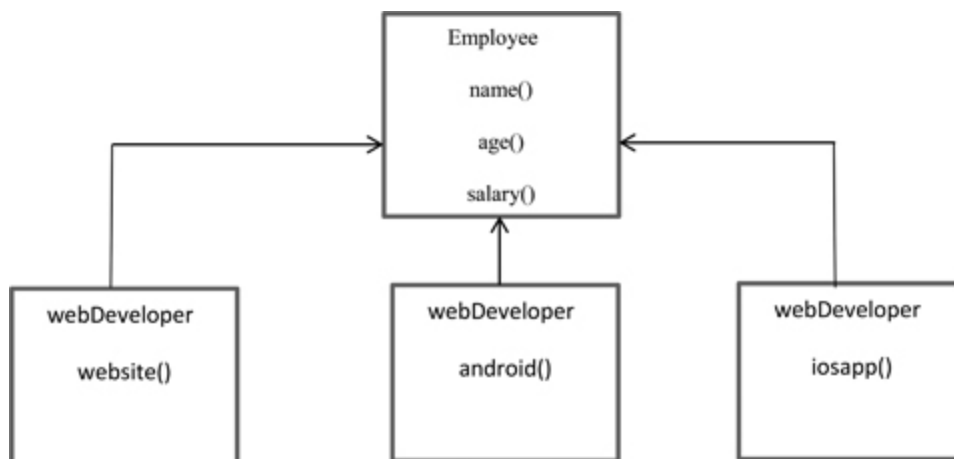 Employee
name()
age()
salary()
webDeveloper
website()
webDeveloper
android()
webDeveloper
iosapp()